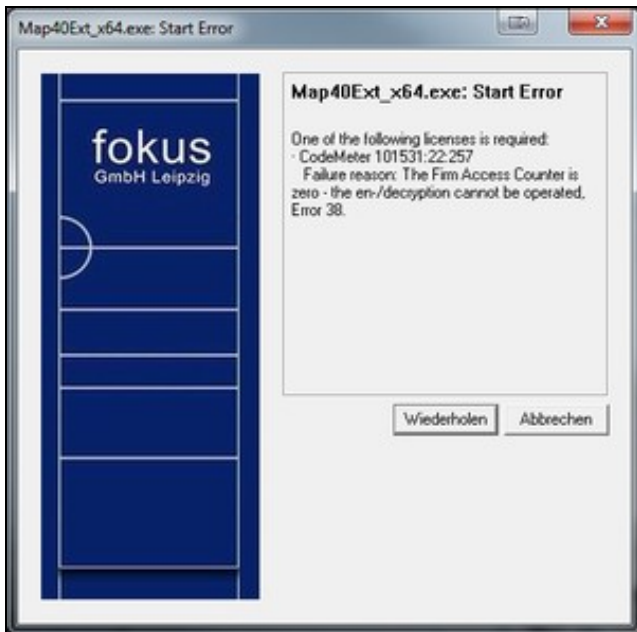 Map40Ext_x64.exe: Start Error
fokus
GmbH Leipzig
Map40Ext_x64.exe: Start Error
One of the following licenses is required:
· CodeMeter 101531:22:257
Failure reason: The Firm Access Counter is
zero - the en-/decryption cannot be operated,
Error 38.
Wiederholen
Abbrechen